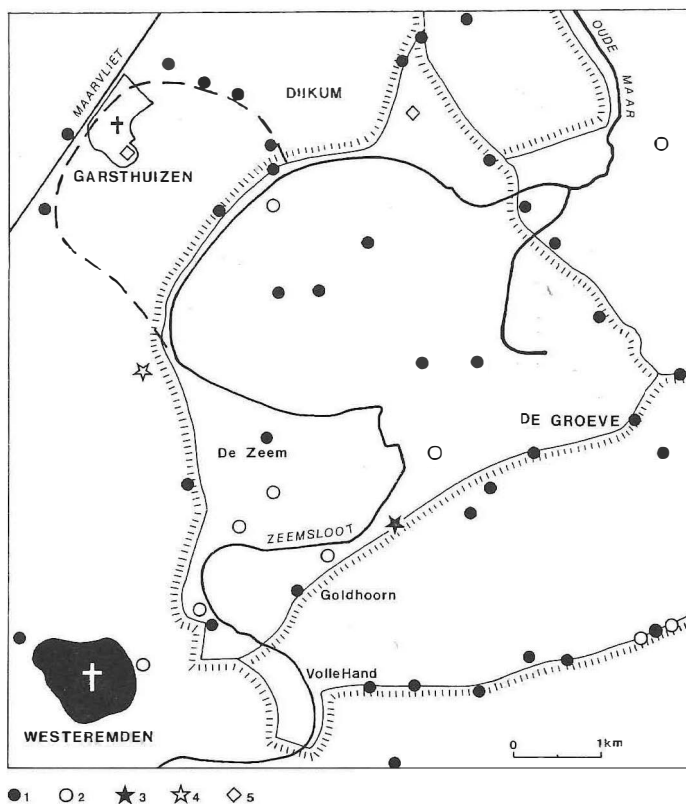 OUDE
MAAR
MAARVLIET
DIJKUM
GARSTHUIZEN
DE GROEVE
De Zeem
ZEEMSLOOT
Goldhoorn
VolleHand
WESTEREMDEN
0 1km
1 2 3 4 5